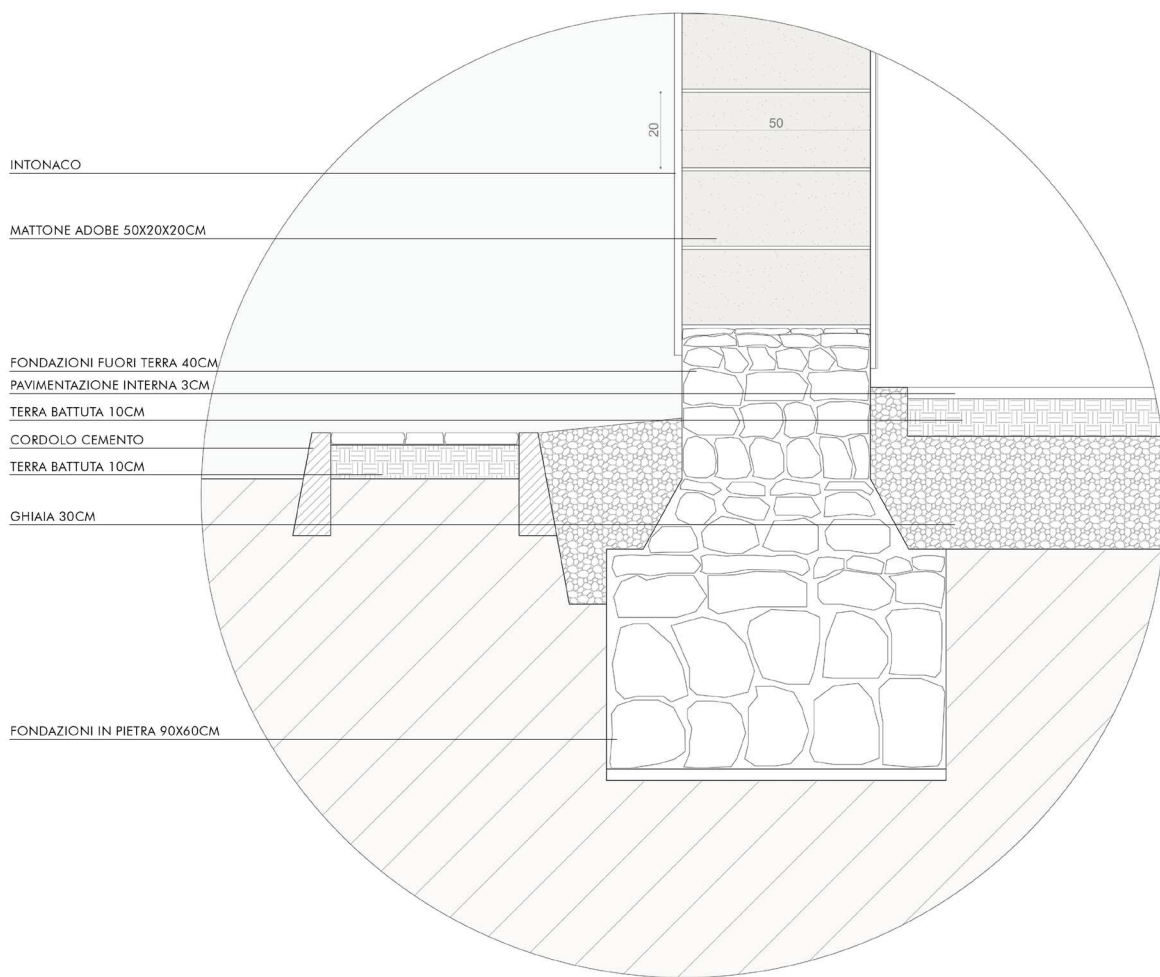 20
50
INTONACO
MATTONE ADOBE 50X20X20CM
FONDAZIONI FUORI TERRA 40CM
PAVIMENTAZIONE INTERNA 3CM
TERRA BATTUTA 10CM
CORDOLO CEMENTO
TERRA BATTUTA 10CM
GHIAIA 30CM
FONDAZIONI IN PIETRA 90X60CM